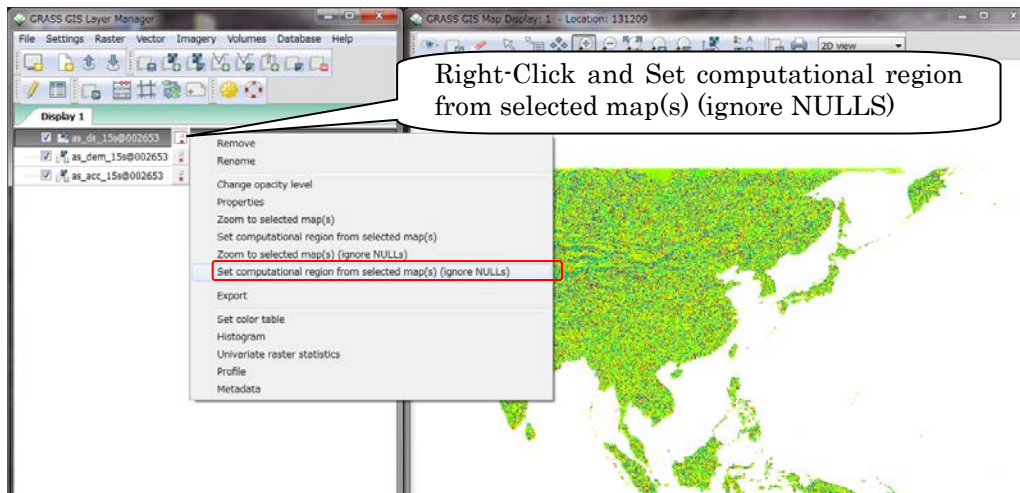 GRASS GIS Layer Manager
GRASS GIS Map Display: 1 - Location: 131209
File Settings Raster Vector Imagery Volumes Database Help
2D view
Right-Click and Set computational region
from selected map(s) (ignore NULLS)
Display 1
as_dir_15s@002653
as_dem_15s@002653
as_acc_15s@002653
Remove
Rename
Change opacity level
Properties
Zoom to selected map(s)
Set computational region from selected map(s)
Zoom to selected map(s) (ignore NULLs)
Set computational region from selected map(s) (ignore NULLs)
Export
Set color table
Histogram
Univariate raster statistics
Profile
Metadata